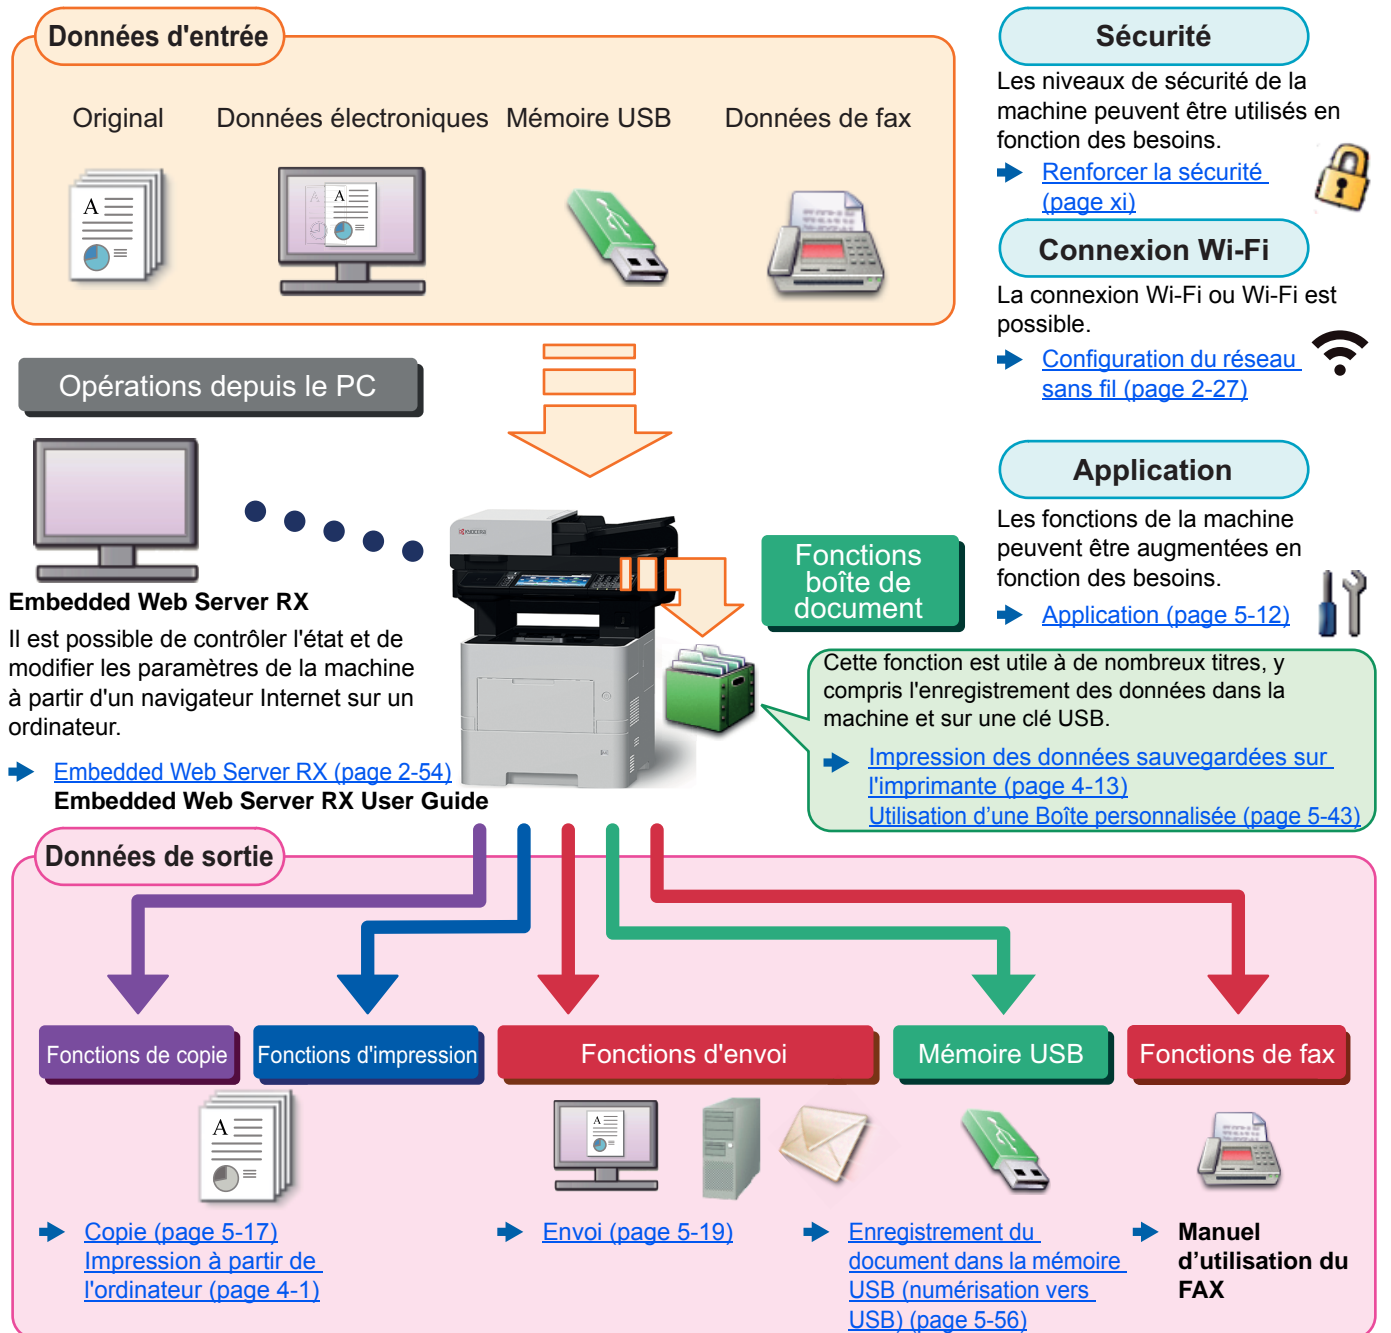 Données d'entrée
Original
Données électroniques
Mémoire USB
Données de fax
Sécurité
Les niveaux de sécurité de la
machine peuvent être utilisés en
fonction des besoins.
Renforcer la sécurité
(page xi)
Connexion Wi-Fi
La connexion Wi-Fi ou Wi-Fi est
possible.
Configuration du réseau
sans fil (page 2-27)
Application
Les fonctions de la machine
peuvent être augmentées en
fonction des besoins.
Application (page 5-12)
Opérations depuis le PC
Embedded Web Server RX
Il est possible de contrôler l'état et de
modifier les paramètres de la machine
à partir d'un navigateur Internet sur un
ordinateur.
Embedded Web Server RX (page 2-54)
Embedded Web Server RX User Guide
KYOCERA
Fonctions
boîte de
document
Cette fonction est utile à de nombreux titres, y
compris l'enregistrement des données dans la
machine et sur une clé USB.
Impression des données sauvegardées sur
l'imprimante (page 4-13)
Utilisation d’une Boîte personnalisée (page 5-43)
Données de sortie
Fonctions de copie
Fonctions d'impression
Fonctions d'envoi
Mémoire USB
Fonctions de fax
Copie (page 5-17)
Impression à partir de
l'ordinateur (page 4-1)
Envoi (page 5-19)
Enregistrement du
document dans la mémoire
USB (numérisation vers
USB) (page 5-56)
Manuel
d’utilisation du
FAX